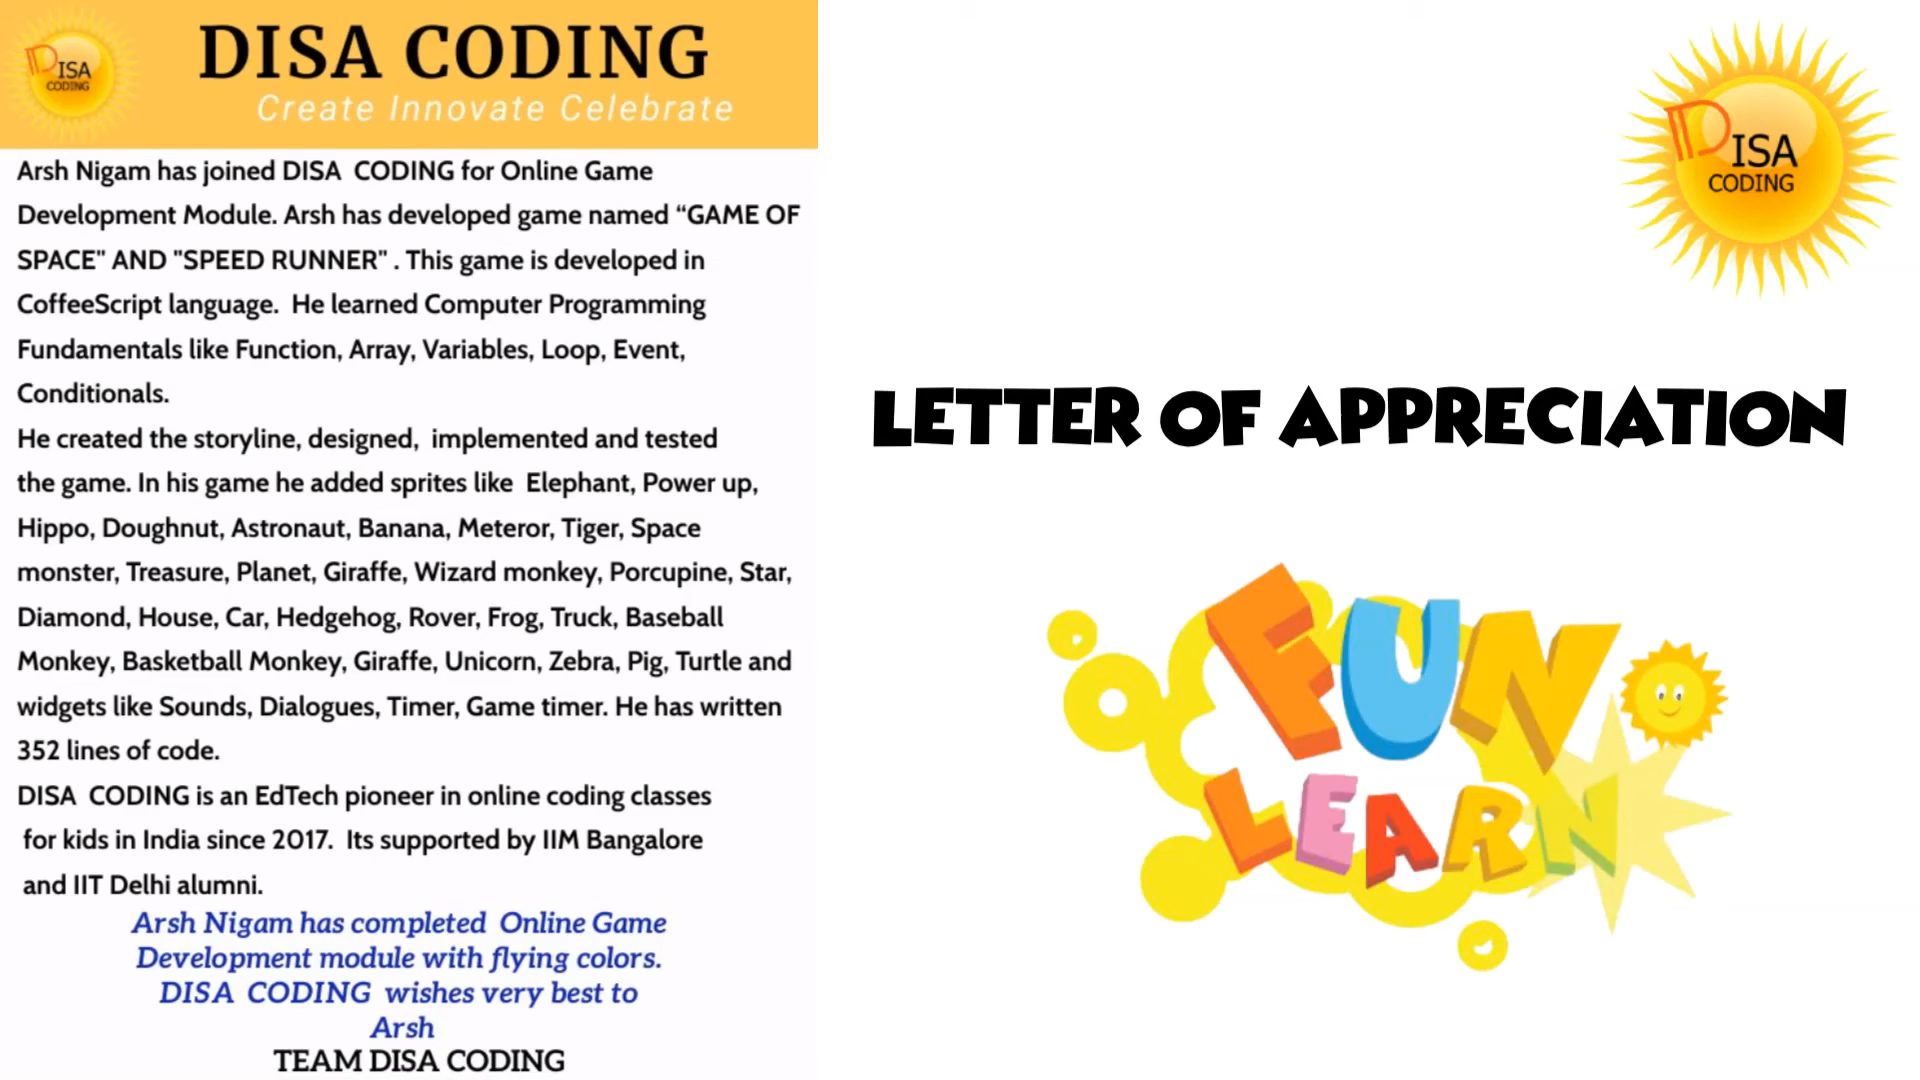 DISA CODING
DISA CODING
Create Innovate Celebrate
Arsh Nigam has joined DISA  CODING for Online Game
Development Module. Arsh has developed game named “GAME OF
SPACE" AND "SPEED RUNNER" . This game is developed in
CoffeeScript language.  He learned Computer Programming
Fundamentals like Function, Array, Variables, Loop, Event,
Conditionals.
He created the storyline, designed,  implemented and tested
the game. In his game he added sprites like  Elephant, Power up,
Hippo, Doughnut, Astronaut, Banana, Meteror, Tiger, Space
monster, Treasure, Planet, Giraffe, Wizard monkey, Porcupine, Star,
Diamond, House, Car, Hedgehog, Rover, Frog, Truck, Baseball
Monkey, Basketball Monkey, Giraffe, Unicorn, Zebra, Pig, Turtle and
widgets like Sounds, Dialogues, Timer, Game timer. He has written
352 lines of code.
DISA  CODING is an EdTech pioneer in online coding classes
for kids in India since 2017.  Its supported by IIM Bangalore
and IIT Delhi alumni.
Arsh Nigam has completed  Online Game
Development module with flying colors.
DISA  CODING  wishes very best to
Arsh
TEAM DISA CODING
DISA
CODING
LETTER OF APPRECIATION
FUN
LEARN